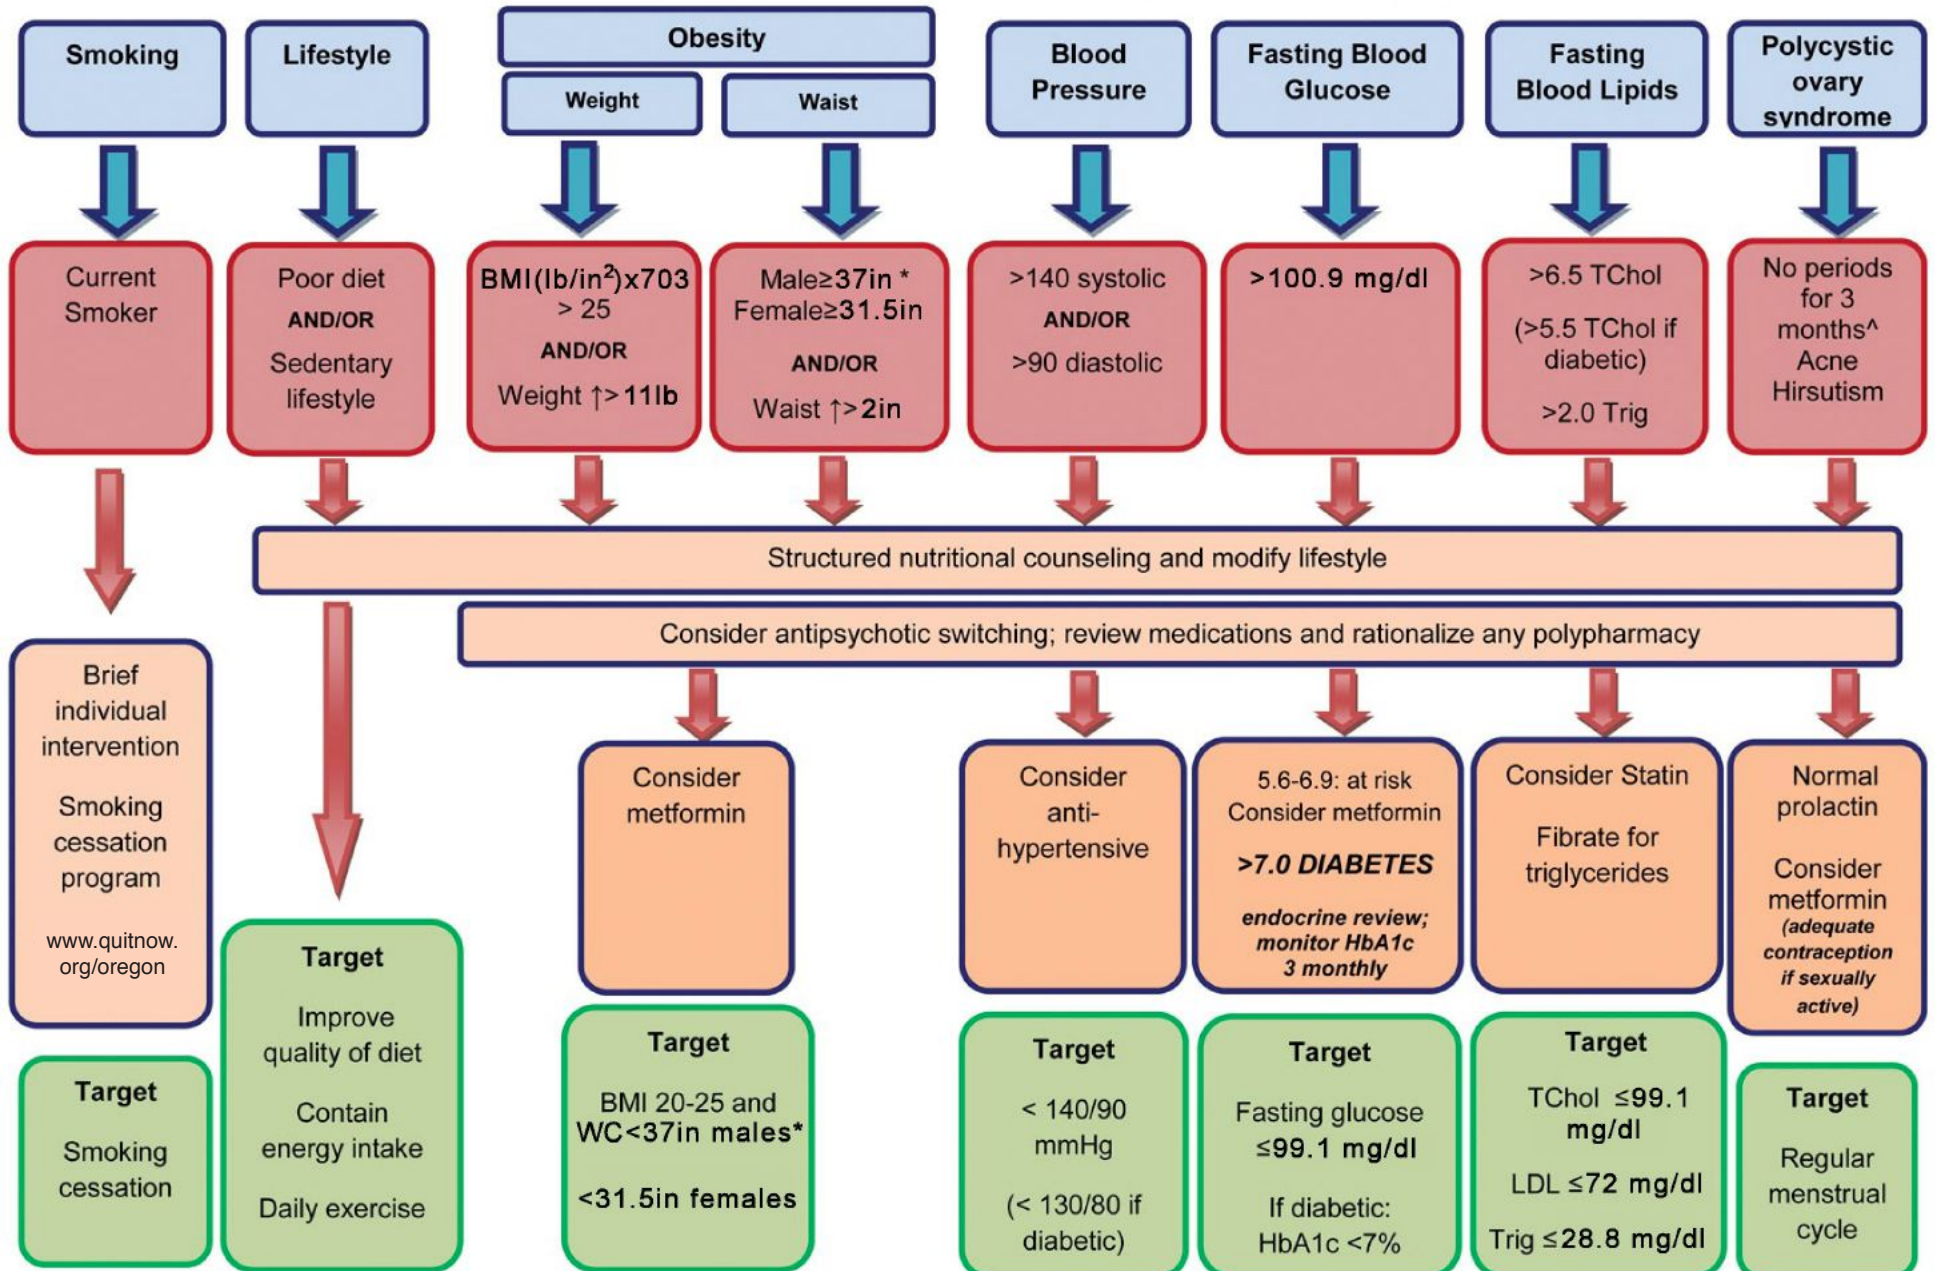 Smoking
Lifestyle
Obesity
Weight
Waist
Blood
Pressure
Fasting Blood
Glucose
Fasting
Blood Lipids
Polycystic
ovary
syndrome
Current
Smoker
Poor diet
AND/OR
Sedentary
lifestyle
BMI(lb/in²)x703
> 25
AND/OR
Weight ↑> 11lb
Male≥37in *
Female≥31.5in
AND/OR
Waist ↑> 2in
>140 systolic
AND/OR
>90 diastolic
>100.9 mg/dl
>6.5 TChol
(>5.5 TChol if
diabetic)
>2.0 Trig
No periods
for 3
months^
Acne
Hirsutism
Structured nutritional counseling and modify lifestyle
Consider antipsychotic switching; review medications and rationalize any polypharmacy
Brief
individual
intervention
Smoking
cessation
program
www.quitnow.
org/oregon
Consider
metformin
Consider
anti-
hypertensive
5.6-6.9: at risk
Consider metformin
>7.0 DIABETES
endocrine review;
monitor HbA1c
3 monthly
Consider Statin
Fibrate for
triglycerides
Normal
prolactin
Consider
metformin
(adequate
contraception
if sexually
active)
Target
Smoking
cessation
Target
Improve
quality of diet
Contain
energy intake
Daily exercise
Target
BMI 20-25 and
WC<37in males*
<31.5in females
Target
< 140/90
mmHg
(< 130/80 if
diabetic)
Target
Fasting glucose
≤99.1 mg/dl
If diabetic:
HbA1c <7%
Target
TChol ≤99.1
mg/dl
LDL ≤72 mg/dl
Trig ≤28.8 mg/dl
Target
Regular
menstrual
cycle